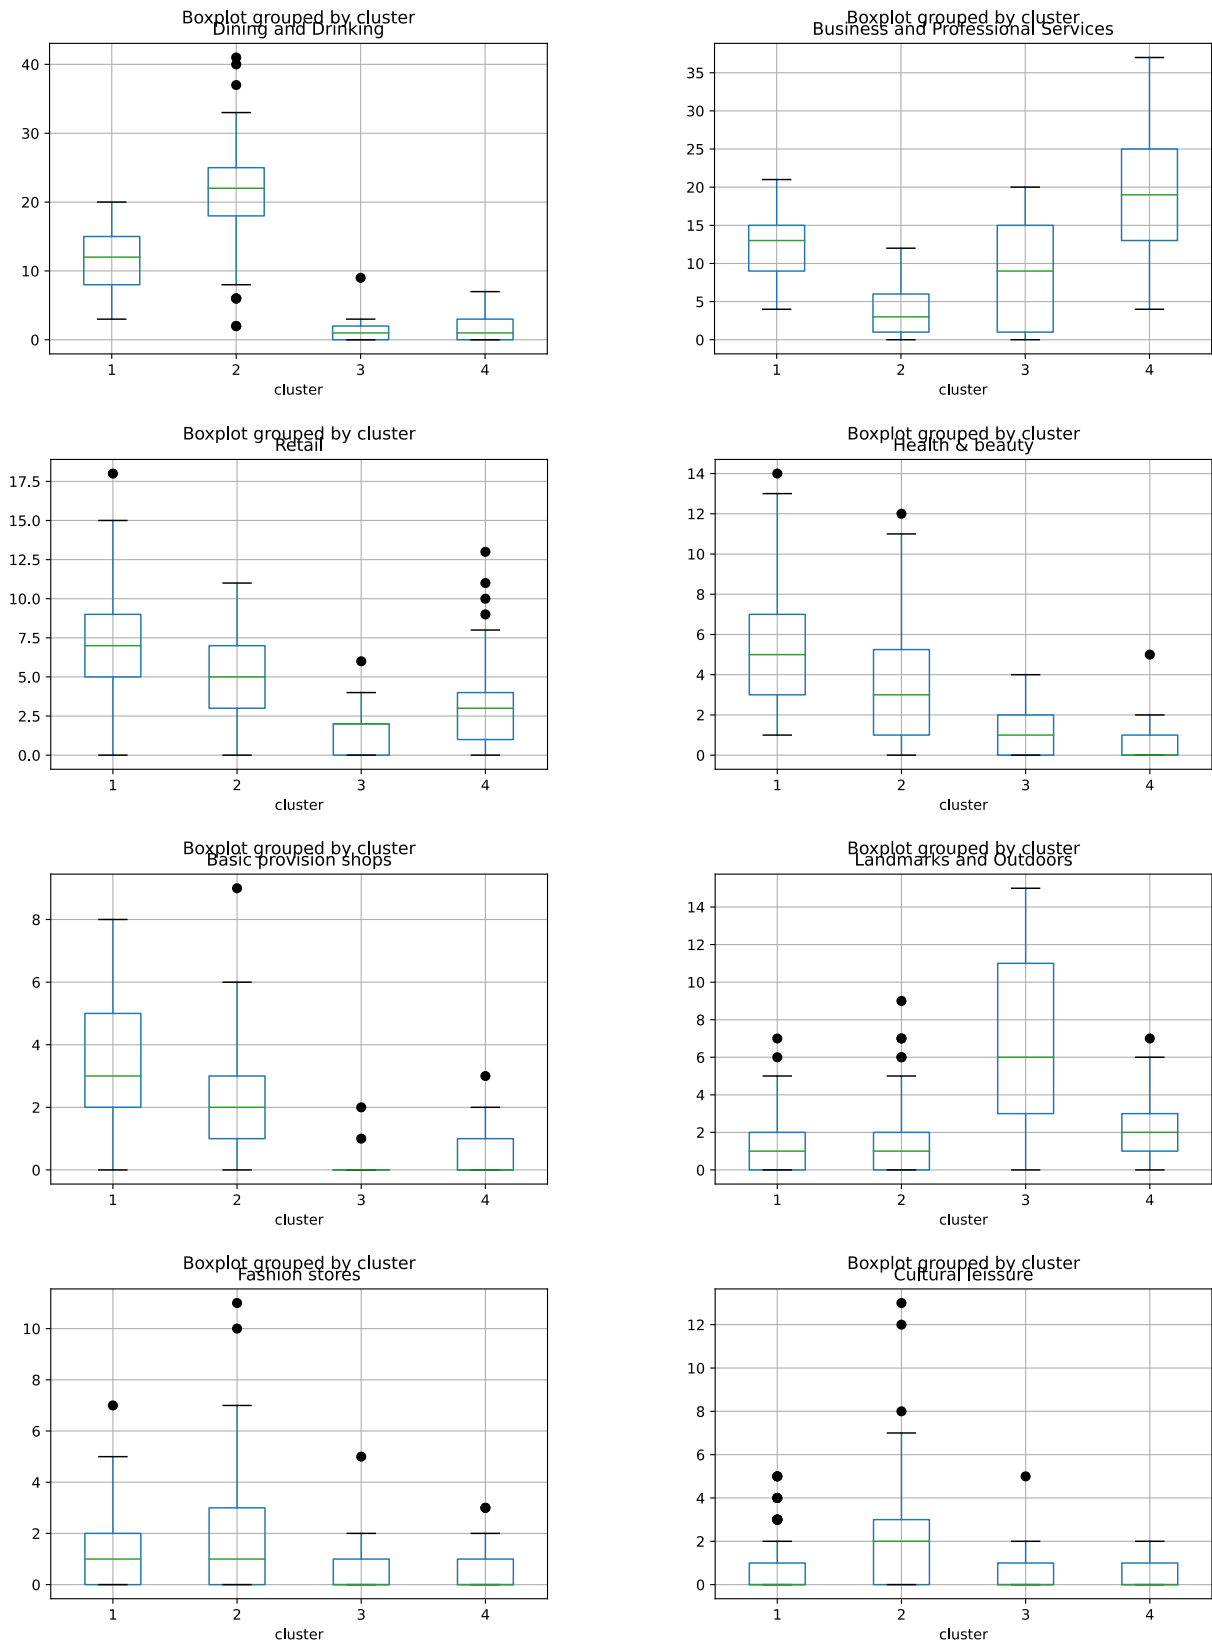 Boxplot grouped by cluster
Dining and Drinking
40
30
20
10
0
1 2 3 4
cluster
Boxplot grouped by cluster
Business and Professional Services
35
30
25
20
15
10
5
0
1 2 3 4
cluster
Boxplot grouped by cluster
Retail
17.5
15.0
12.5
10.0
7.5
5.0
2.5
0.0
1 2 3 4
cluster
Boxplot grouped by cluster
Health & beauty
14
12
10
8
6
4
2
0
1 2 3 4
cluster
Boxplot grouped by cluster
Basic provision shops
8
6
4
2
0
1 2 3 4
cluster
Boxplot grouped by cluster
Landmarks and Outdoors
14
12
10
8
6
4
2
0
1 2 3 4
cluster
Boxplot grouped by cluster
Fashion stores
10
8
6
4
2
0
1 2 3 4
cluster
Boxplot grouped by cluster
Cultural leissure
12
10
8
6
4
2
0
1 2 3 4
cluster